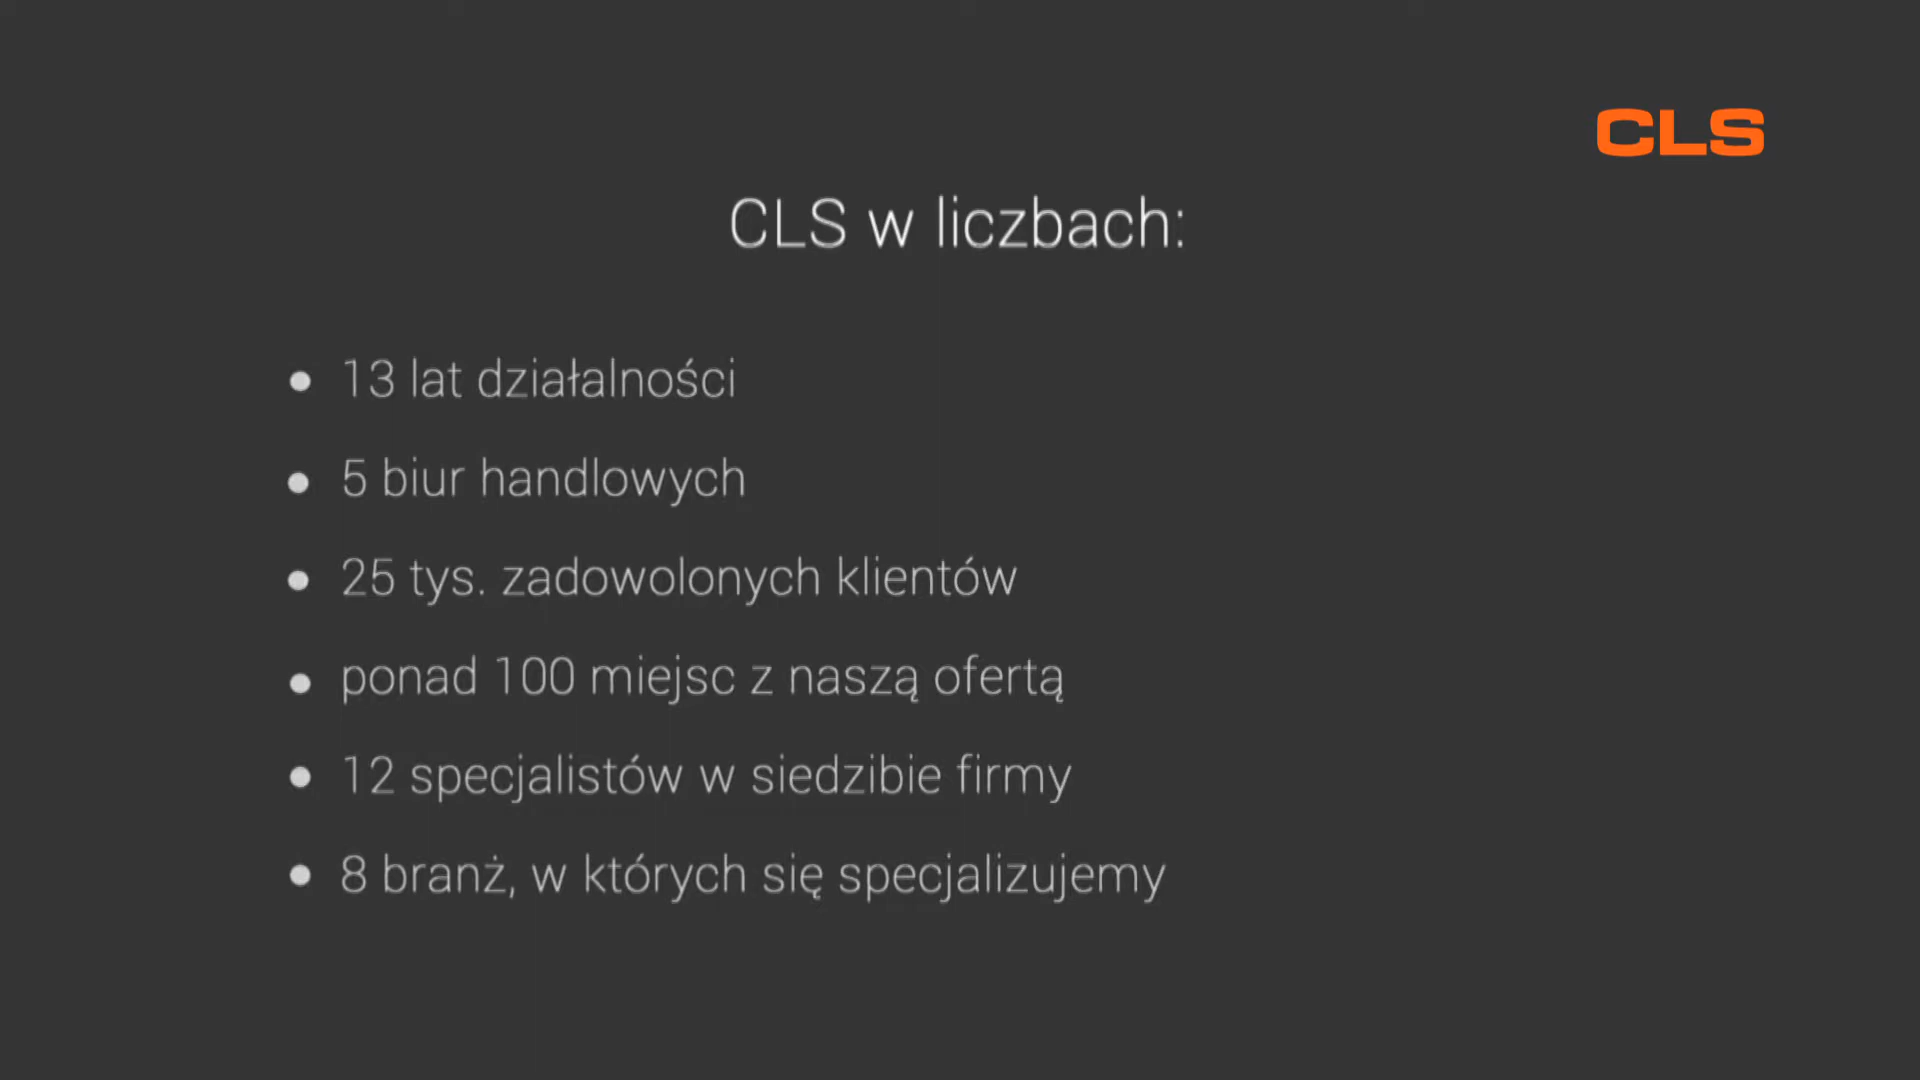 CLS
CLS w liczbach:
• 13 lat działalności
• 5 biur handlowych
• 25 tys. zadowolonych klientów
• ponad 100 miejsc z naszą ofertą
• 12 specjalistów w siedzibie firmy
• 8 branż, w których się specjalizujemy